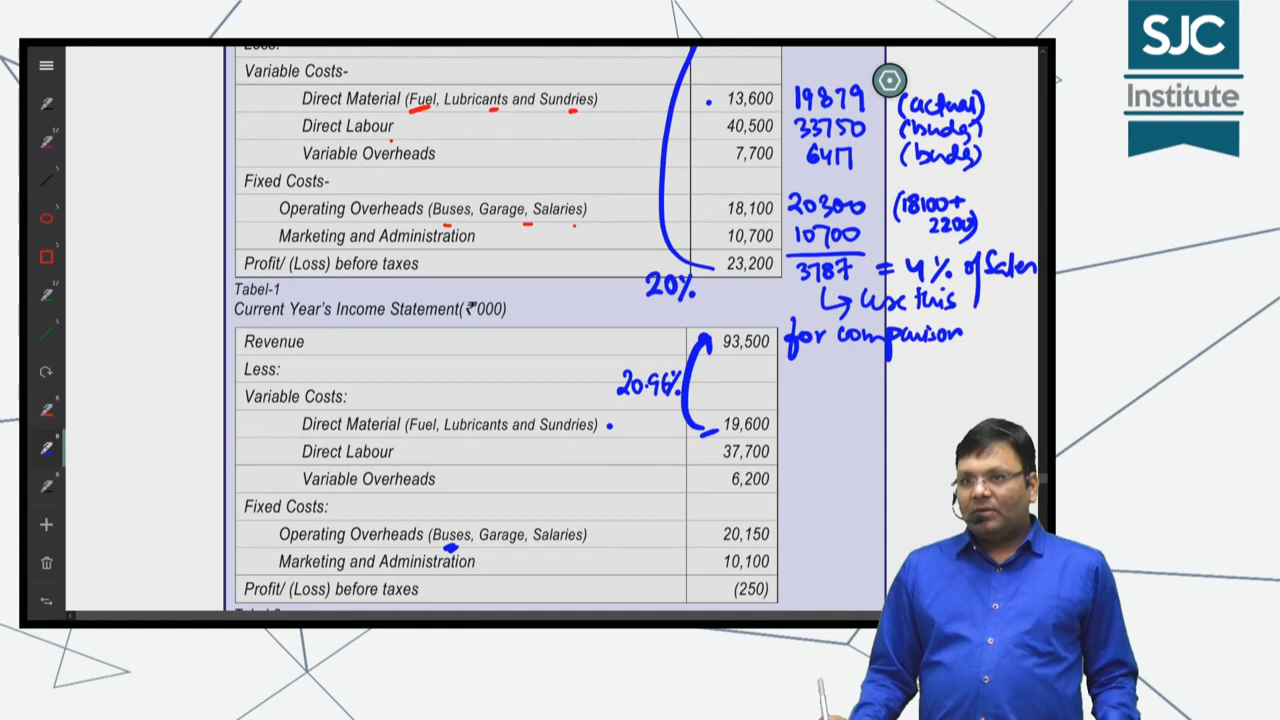 SJC
Institute
Variable Costs-
Direct Material (Fuel, Lubricants and Sundries) 13,600 19879 (actual)
Direct Labour 40,500 33750 (budg)
Variable Overheads 7,700 6417 (budg)
Fixed Costs-
Operating Overheads (Buses, Garage, Salaries) 18,100 20300 (18100+
2200)
Marketing and Administration 10,700 10700
Profit/ (Loss) before taxes 23,200 3787 = 4% of Sales
20%
Tabel-1
↳ use this
Current Year's Income Statement(₹'000)
Revenue 93,500 for comparison
Less:
20.96%
Variable Costs:
Direct Material (Fuel, Lubricants and Sundries) 19,600
Direct Labour 37,700
Variable Overheads 6,200
Fixed Costs:
Operating Overheads (Buses, Garage, Salaries) 20,150
Marketing and Administration 10,100
Profit/ (Loss) before taxes (250)